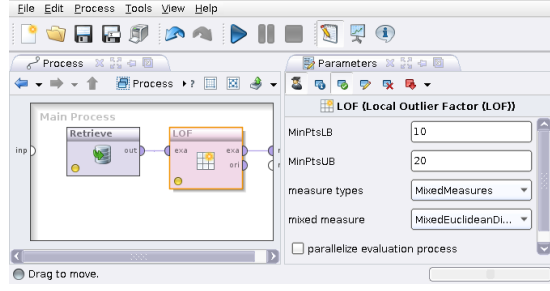 File Edit Process Tools View Help
Process
Parameters
Process ?
LOF (Local Outlier Factor (LOF))
Main Process
Retrieve
LOF
inp
out
exa
exa
ori
MinPtsLB 10
MinPtsUB 20
measure types MixedMeasures
mixed measure MixedEuclideanDi...
parallelize evaluation process
Drag to move.